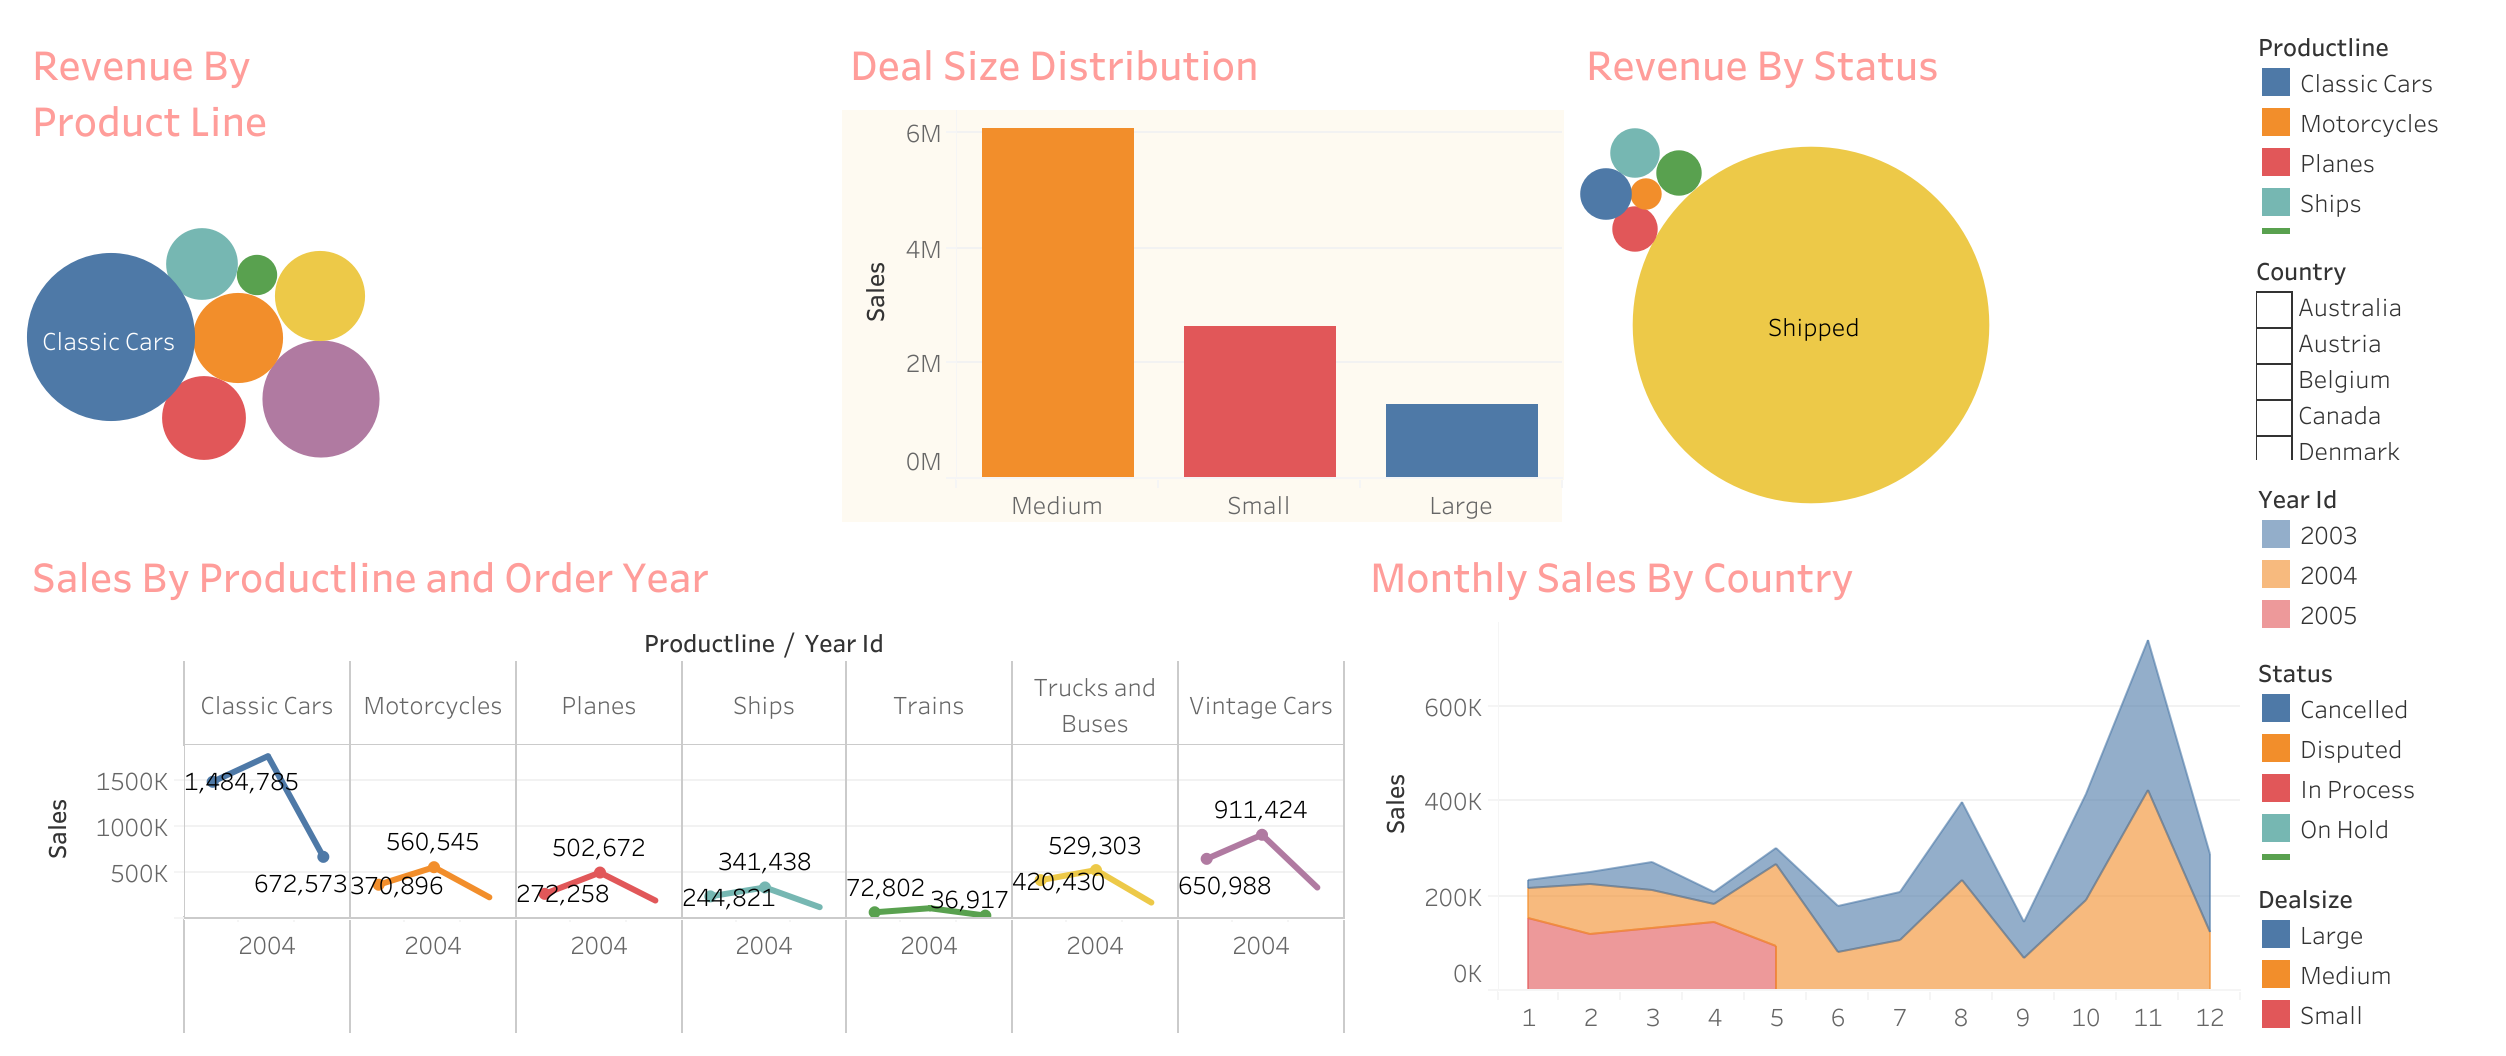 Revenue By
Product Line
Classic Cars
Deal Size Distribution
6M
4M
2M
0M
Sales
Medium
Small
Large
Revenue By Status
Shipped
Productline
Classic Cars
Motorcycles
Planes
Ships
Country
Australia
Austria
Belgium
Canada
Denmark
Year Id
2003
2004
2005
Status
Cancelled
Disputed
In Process
On Hold
Dealsize
Large
Medium
Small
Sales By Productline and Order Year
Productline / Year Id
Classic Cars
Motorcycles
Planes
Ships
Trains
Trucks and
Buses
Vintage Cars
Sales
1500K
1000K
500K
1,484,785
672,573
560,545
370,896
502,672
272,258
341,438
244,821
72,802
36,917
529,303
420,430
911,424
650,988
2004
2004
2004
2004
2004
2004
2004
Monthly Sales By Country
Sales
600K
400K
200K
0K
1
2
3
4
5
6
7
8
9
10
11
12